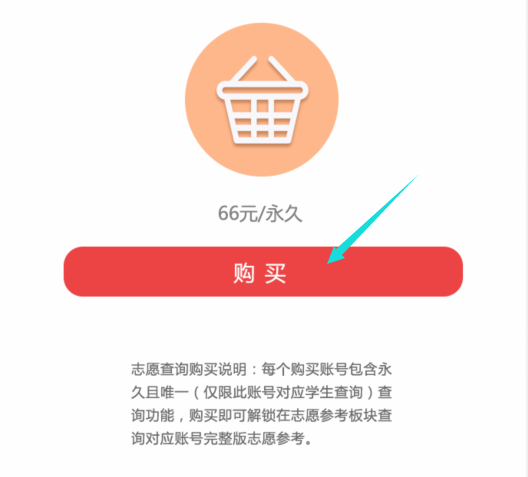 66元/永久
购 买
志愿查询购买说明：每个购买账号包含永
久且唯一（仅限此账号对应学生查询）查
询功能，购买即可解锁在志愿参考板块查
询对应账号完整版志愿参考。